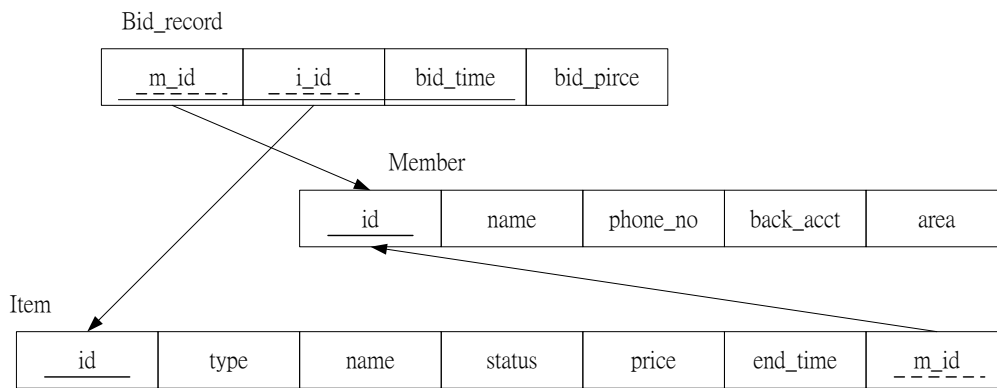 Bid_record
m_id i_id bid_time bid_pirce
Member
id name phone_no back_acct area
Item
id type name status price end_time m_id